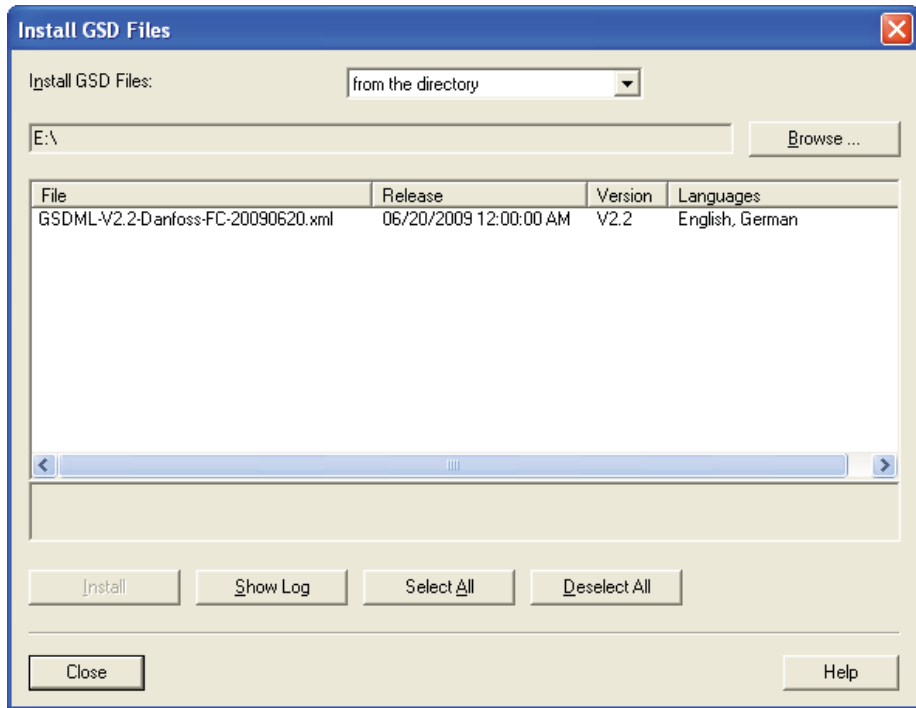 Install GSD Files
Install GSD Files: from the directory
E:\ Browse ...
File Release Version Languages
GSDML-V2.2-Danfoss-FC-20090620.xml 06/20/2009 12:00:00 AM V2.2 English, German
Install Show Log Select All Deselect All
Close Help